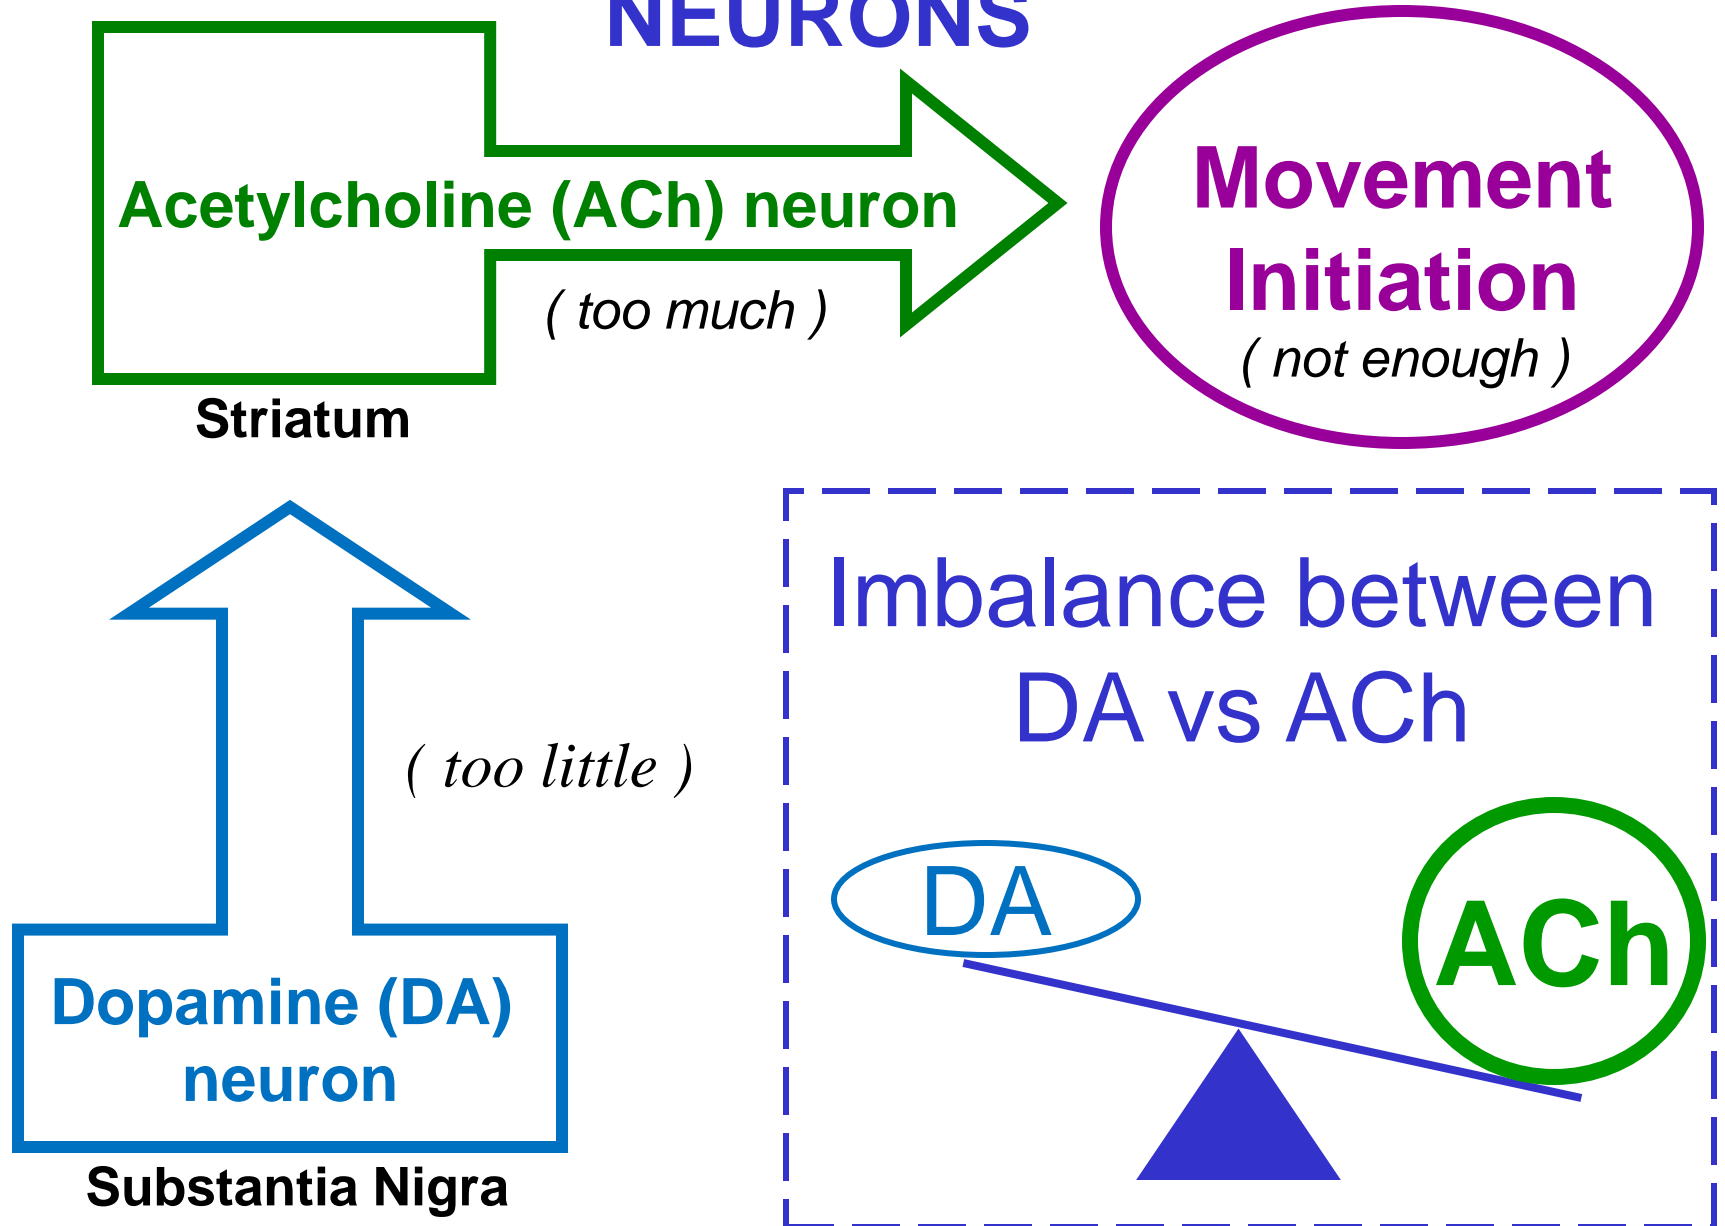 NEURONS
Acetylcholine (ACh) neuron
( too much )
Striatum
Movement
Initiation
( not enough )
( too little )
Dopamine (DA)
neuron
Substantia Nigra
Imbalance between
DA vs ACh
DA
ACh